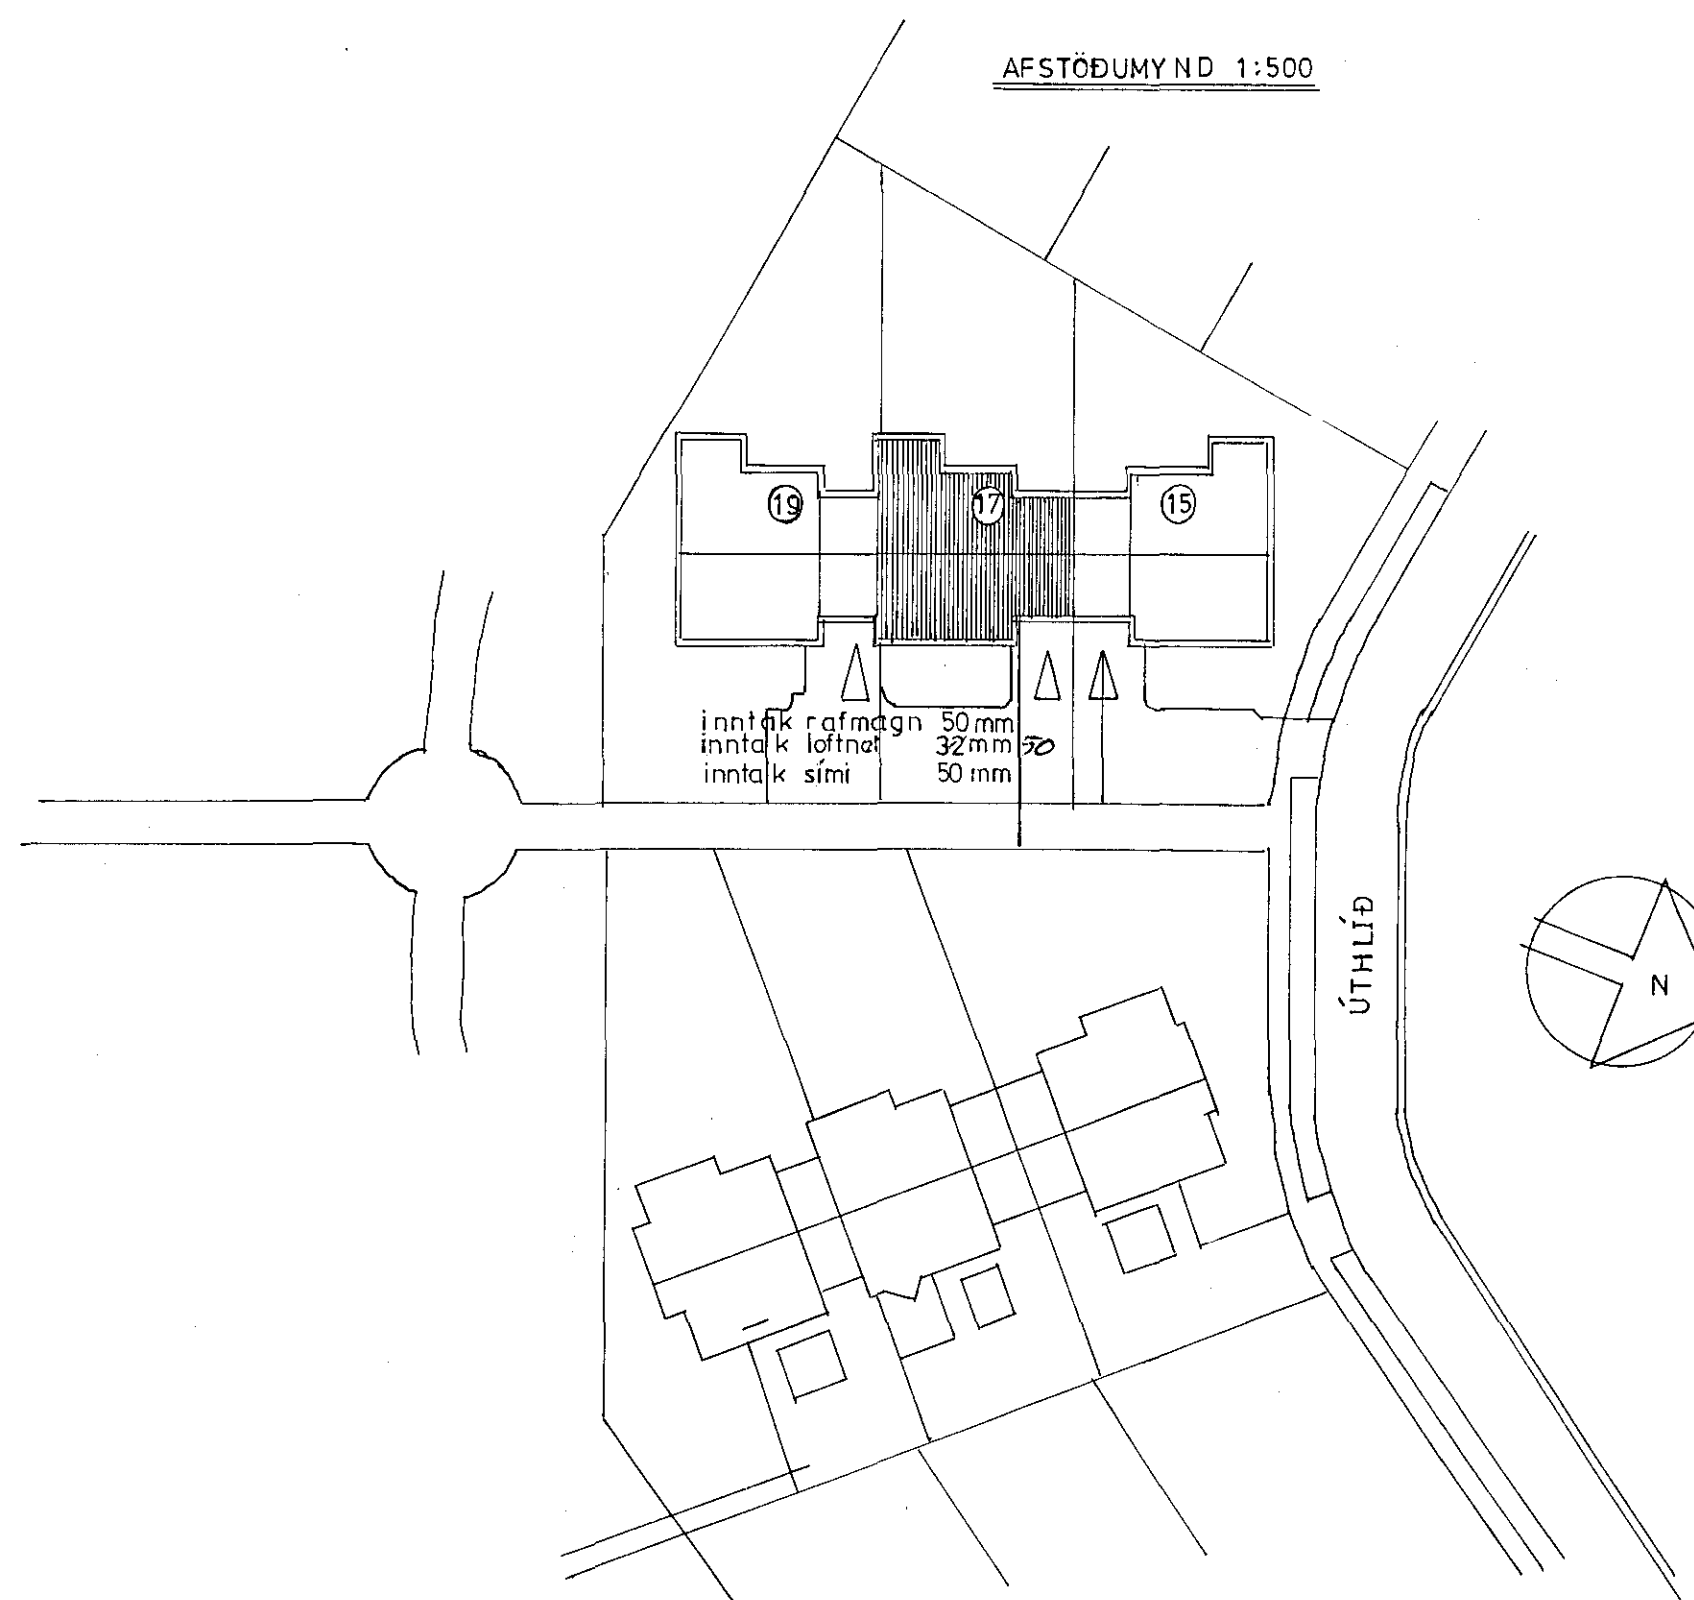 AFSTÖÐUMYND 1:500
19
17
15
inntak rafmagn 50 mm
inntak loftnet 32 mm 50
inntak sími 50 mm
ÚTHLÍÐ
N